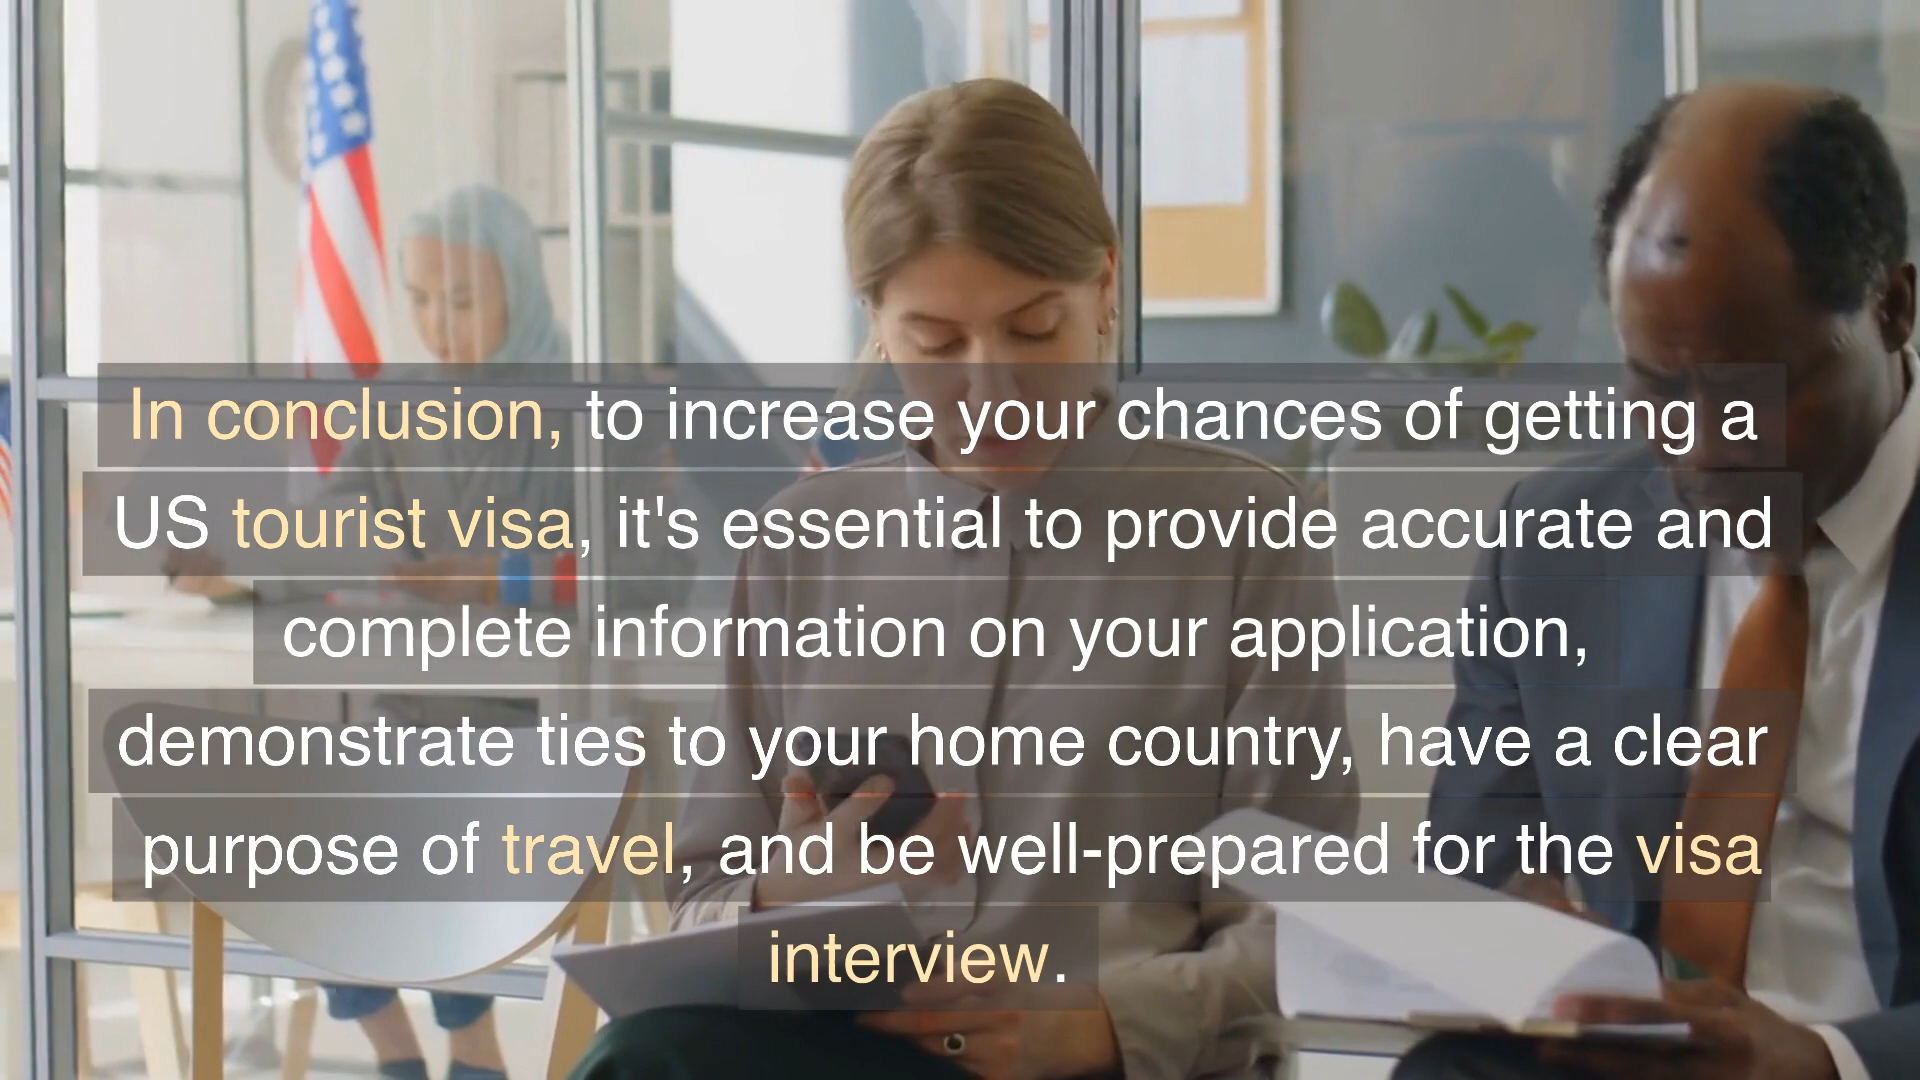 In conclusion, to increase your chances of getting a
US tourist visa, it's essential to provide accurate and
complete information on your application,
demonstrate ties to your home country, have a clear
purpose of travel, and be well-prepared for the visa
interview.